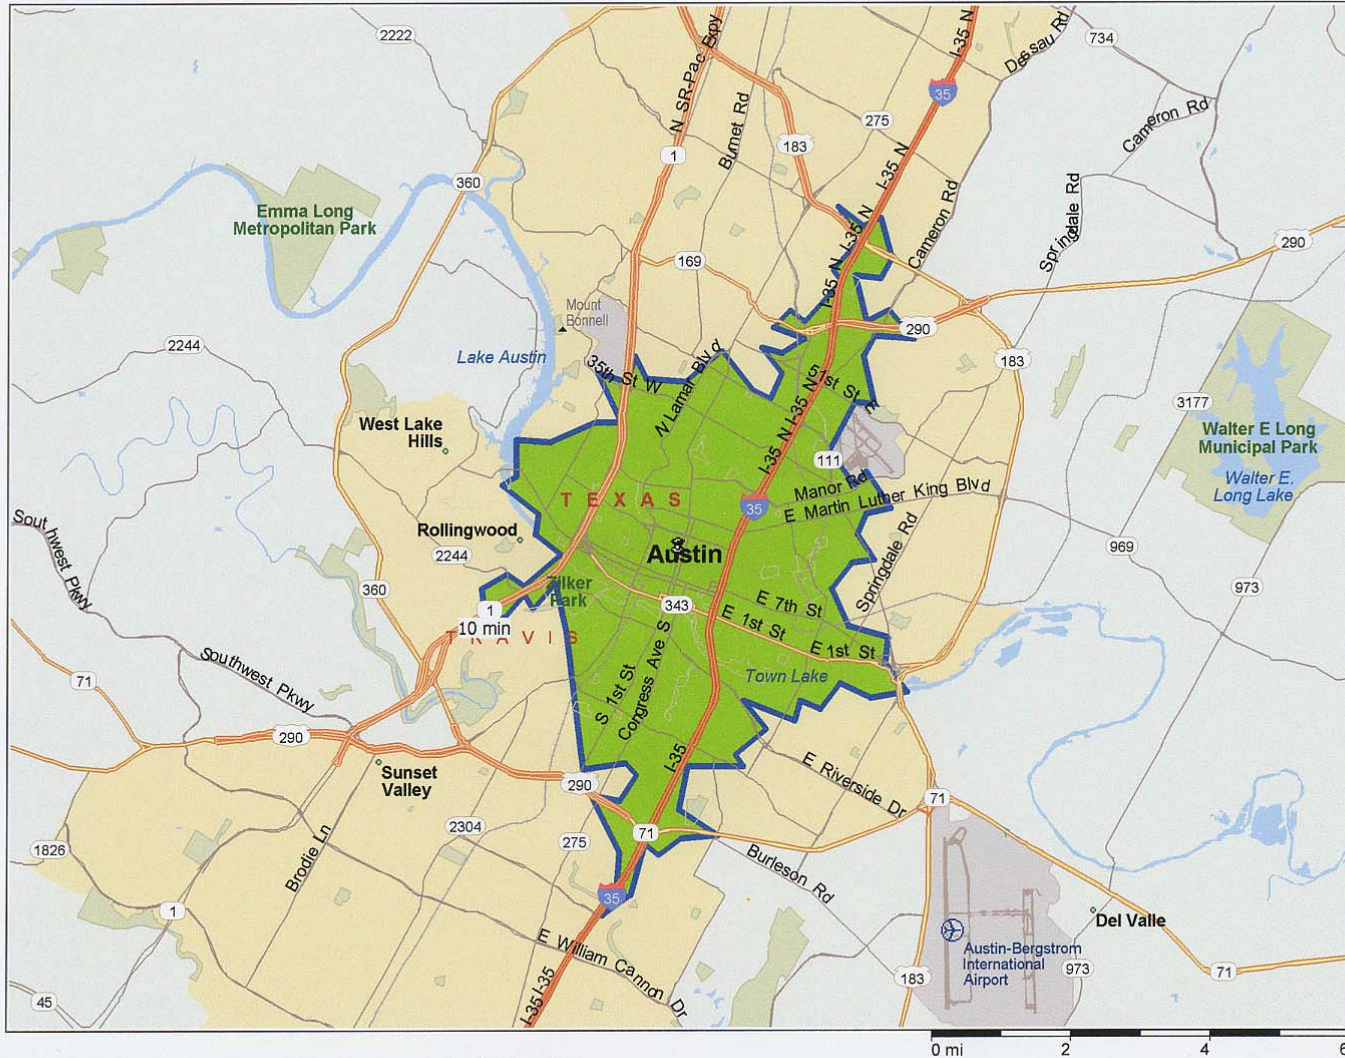 2222
N SR-Pac-Expy
I-35 N
Dessau Rd
734
35
Cameron Rd
Burnet Rd
275
183
1
I-35 N
360
Emma Long
Metropolitan Park
Cameron Rd
Springdale Rd
I-35 N
290
169
I-35 N
Mount
Bonnell
290
2244
Lake Austin
35th St W
N Lamar Blvd
183
51st St E
3177
West Lake
Hills
I-35 N
I-35 N
111
Walter E Long
Municipal Park
Walter E.
Long Lake
TEXAS
35
Manor Rd
E Martin Luther King Blvd
Southwest Pkwy
Rollingwood
2244
Austin
Springdale Rd
969
973
360
Zilker
Park
343
E 7th St
1
10 min
TRAVIS
E 1st St
E 1st St
Southwest Pkwy
71
S 1st St
Congress Ave S
Town Lake
290
I-35
Sunset
Valley
290
E Riverside Dr
71
2304
275
71
1826
Brodie Ln
Burleson Rd
35
1
Del Valle
E William Cannon Dr
Austin-Bergstrom
International
Airport
183
973
71
45
I-35
I-35
0 mi
2
4
6